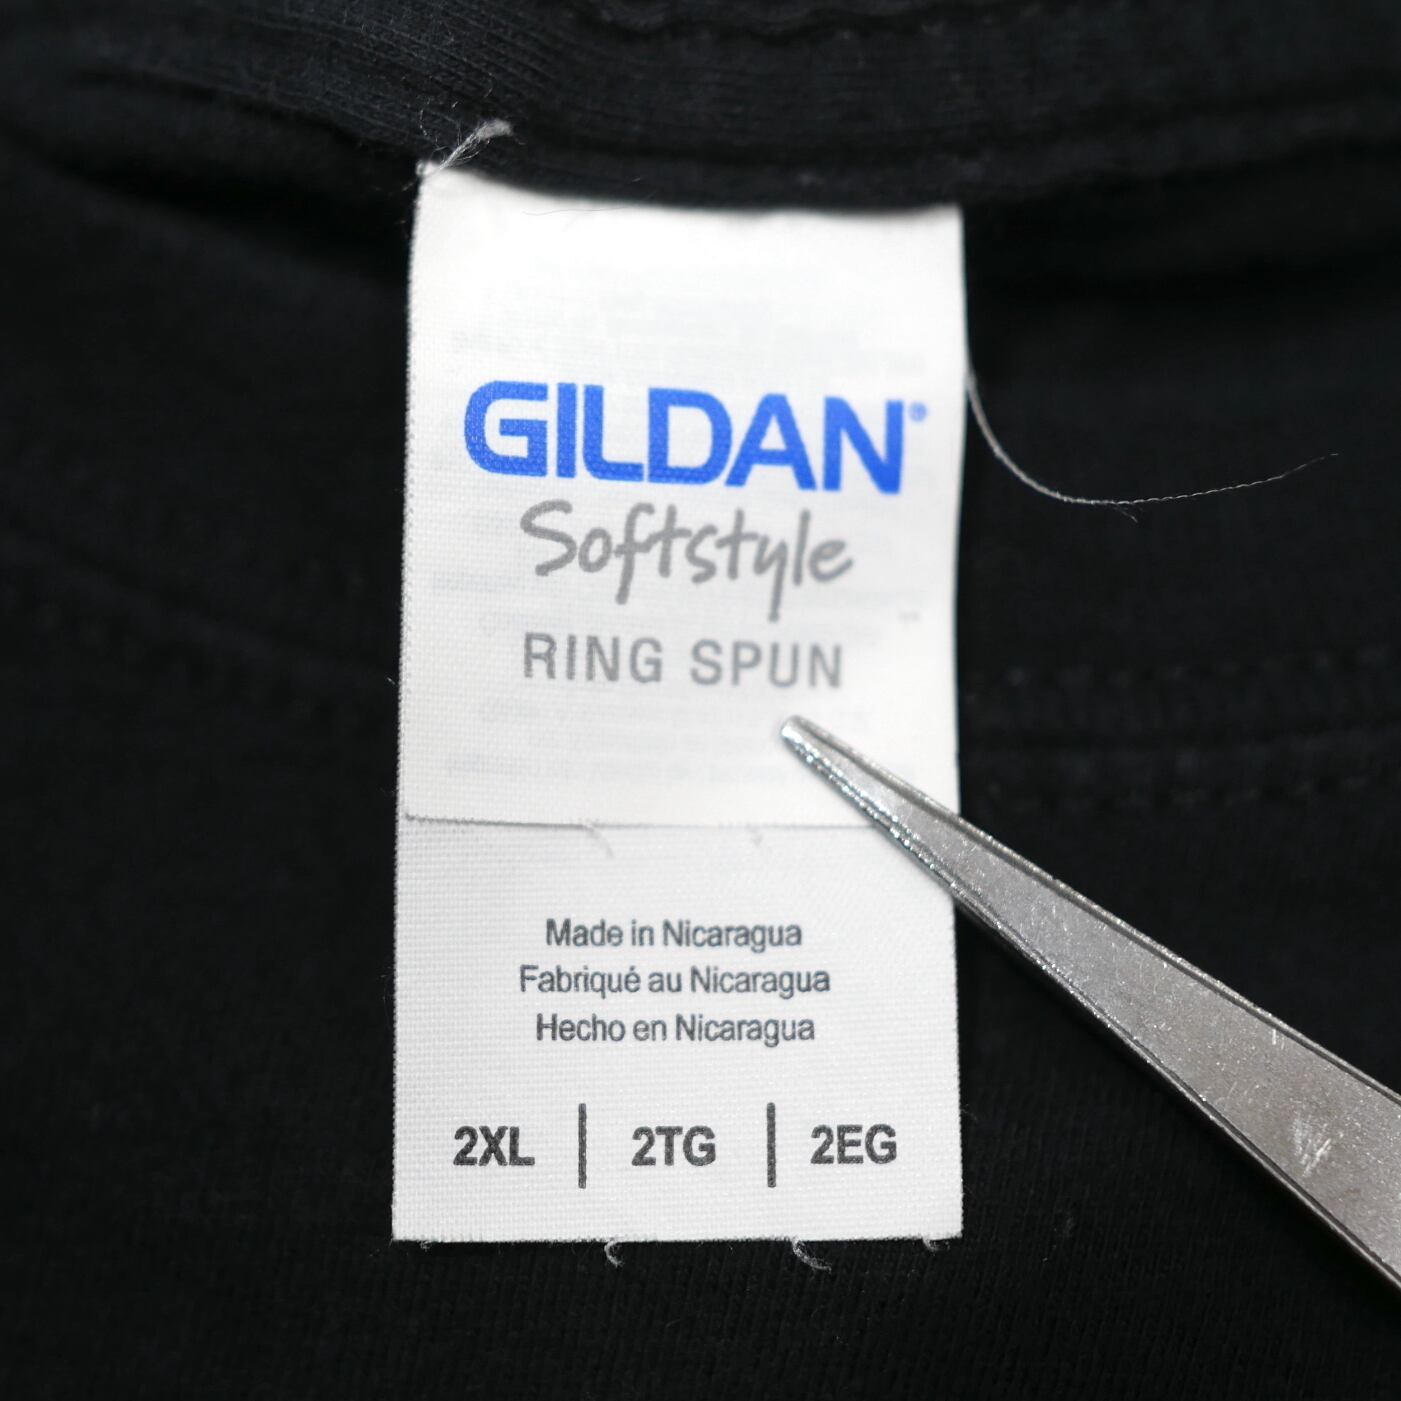 GILDAN®
Softstyle
RING SPUN
Made in Nicaragua
Fabriqué au Nicaragua
Hecho en Nicaragua
2XL | 2TG | 2EG